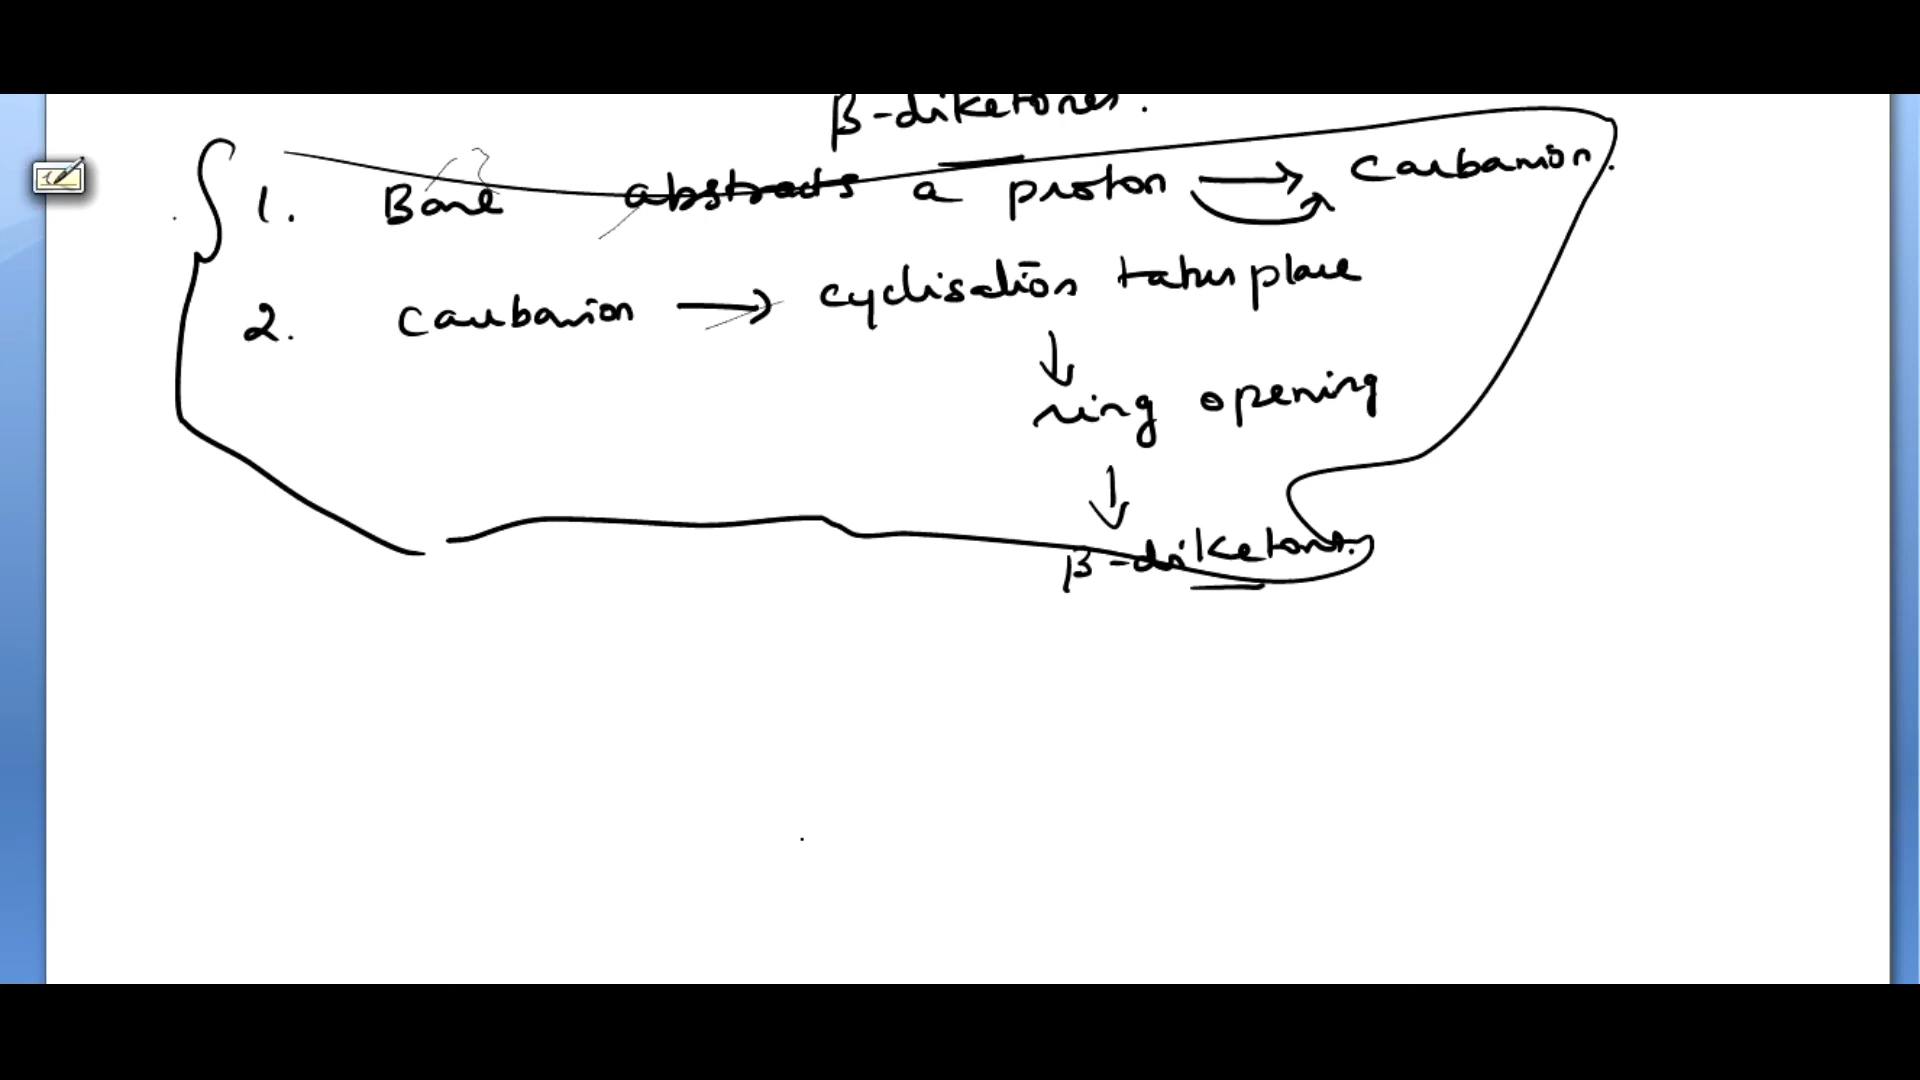 β-diketones.
1. Base abstracts a proton → Carbanion.
2. Carbanion → cyclisation takes place
↓
ring opening
↓
β-diketone.